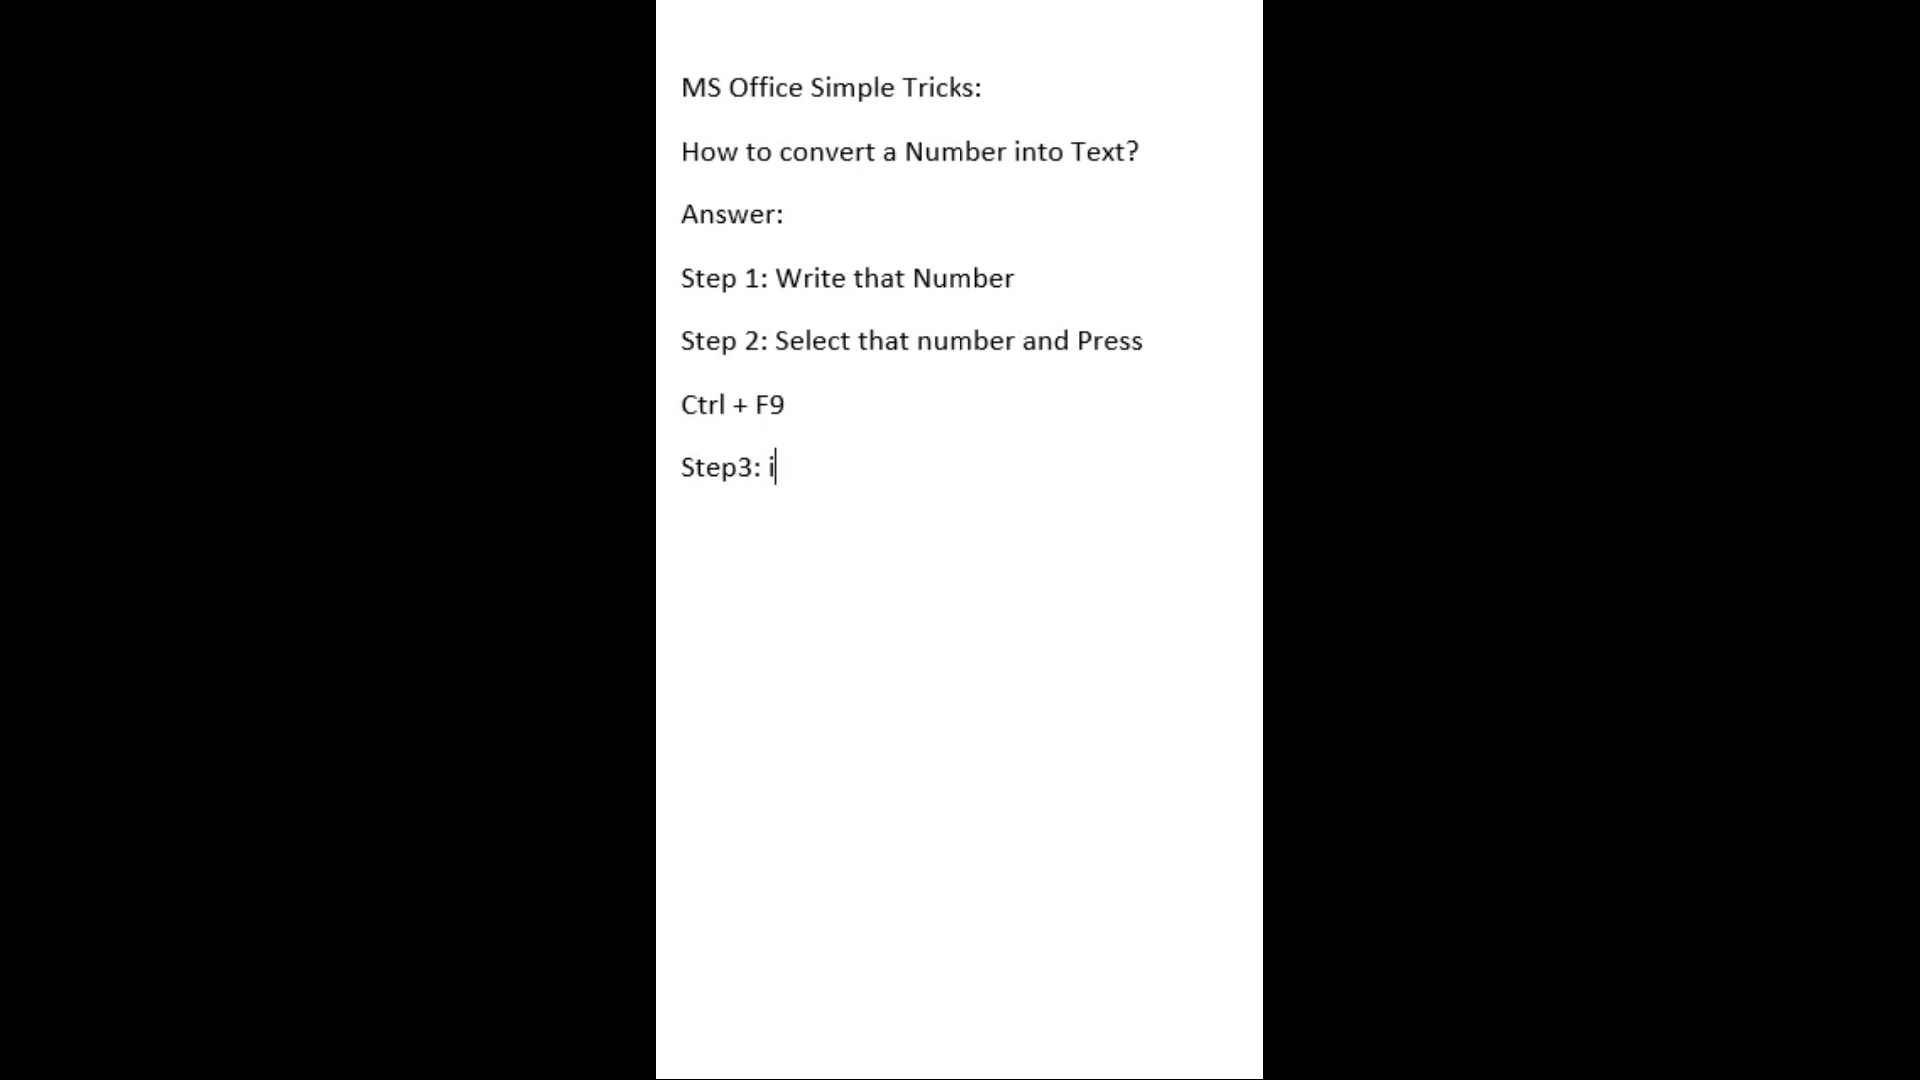 MS Office Simple Tricks:
How to convert a Number into Text?
Answer:
Step 1: Write that Number
Step 2: Select that number and Press
Ctrl + F9
Step3: i